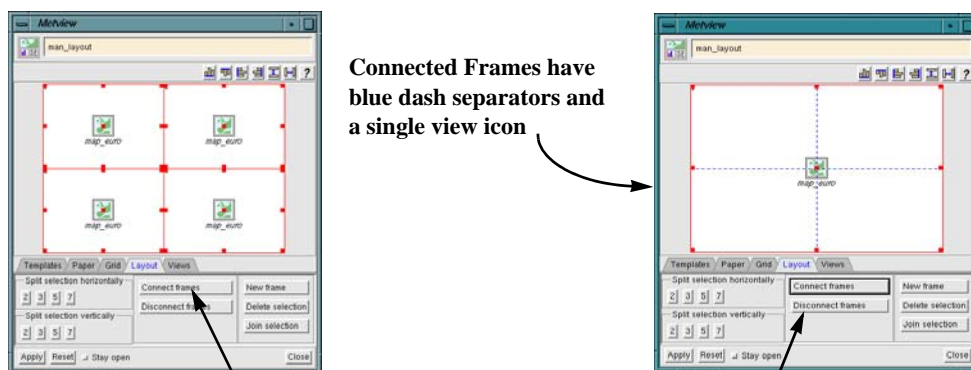 Metview
man_layout
?
map_euro
map_euro
map_euro
map_euro
Templates Paper Grid Layout Views
Split selection horizontally
2 3 5 7
Split selection vertically
2 3 5 7
Connect frames
Disconnect frames
New frame
Delete selection
Join selection
Apply Reset Stay open Close
Connected Frames have
blue dash separators and
a single view icon
Metview
man_layout
?
map_euro
Templates Paper Grid Layout Views
Split selection horizontally
2 3 5 7
Split selection vertically
2 3 5 7
Connect frames
Disconnect frames
New frame
Delete selection
Join selection
Apply Reset Stay open Close